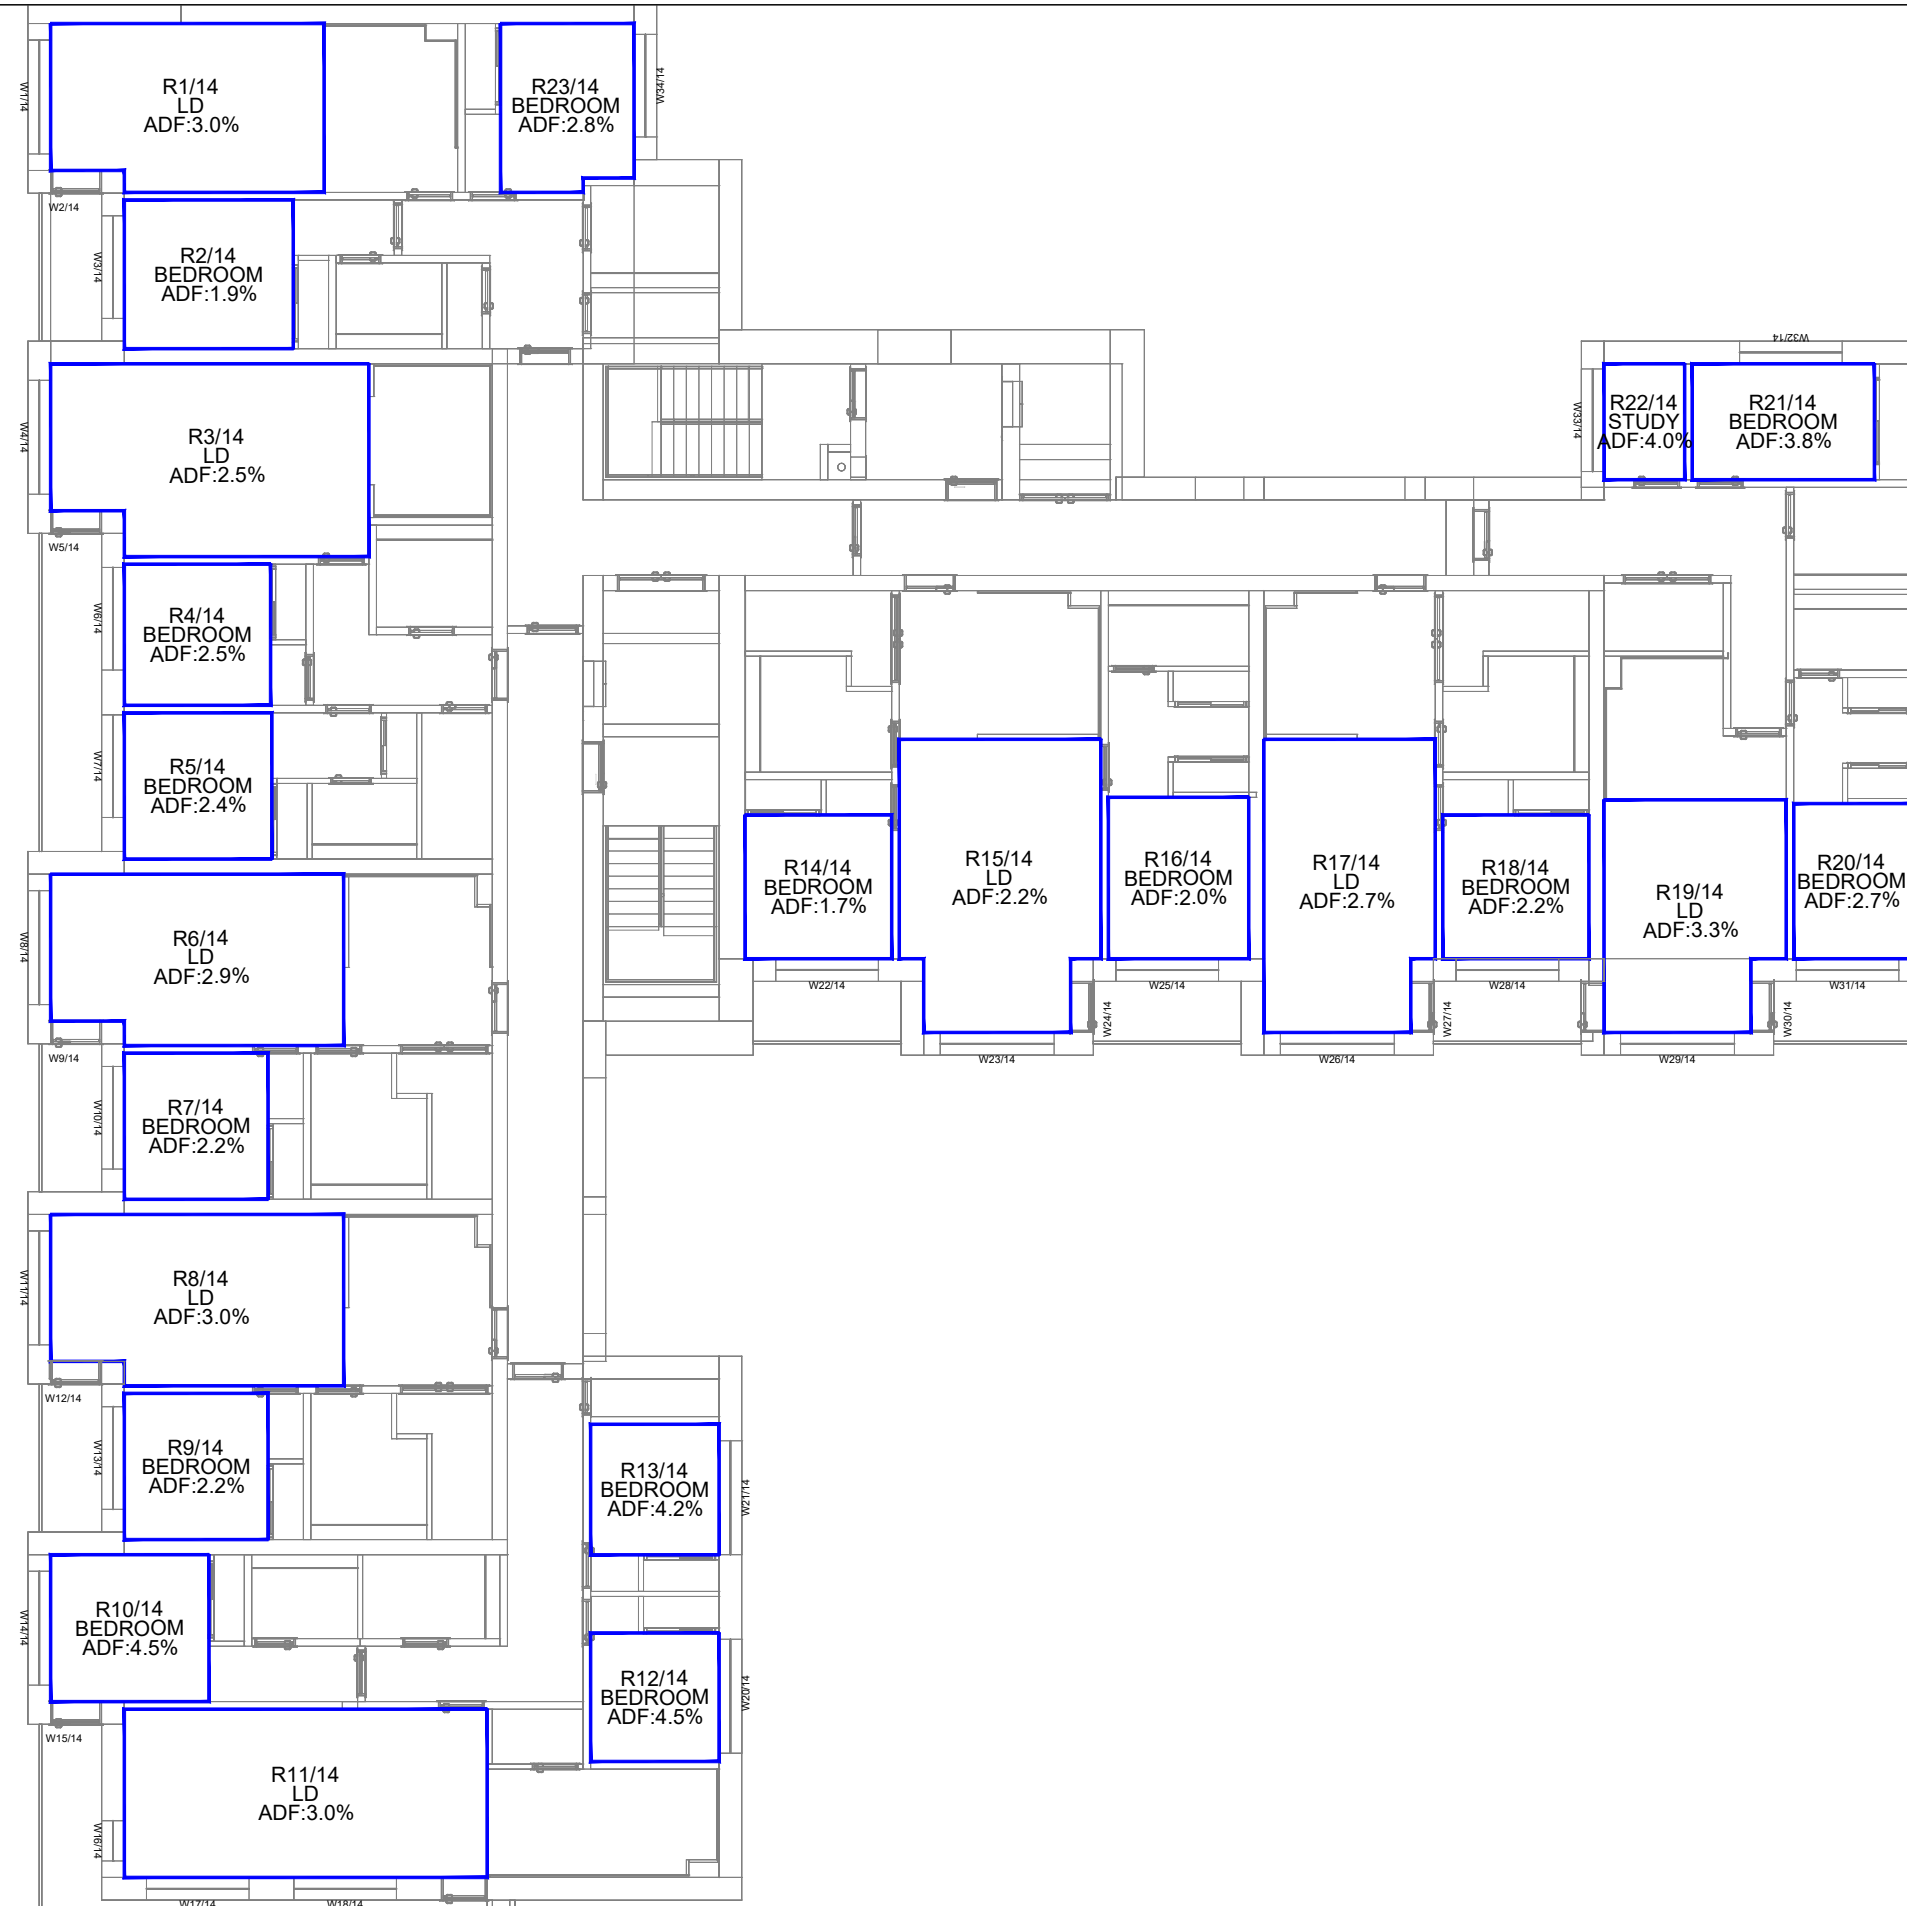 R1/14
LD
ADF:3.0%
R23/14
BEDROOM
ADF:2.8%
W1/14
W34/14
W2/14
R2/14
BEDROOM
ADF:1.9%
W3/14
R3/14
LD
ADF:2.5%
W4/14
W5/14
W32/14
R22/14
STUDY
ADF:4.0%
R21/14
BEDROOM
ADF:3.8%
W33/14
R4/14
BEDROOM
ADF:2.5%
W6/14
R5/14
BEDROOM
ADF:2.4%
W7/14
R6/14
LD
ADF:2.9%
W8/14
W9/14
R14/14
BEDROOM
ADF:1.7%
R15/14
LD
ADF:2.2%
R16/14
BEDROOM
ADF:2.0%
R17/14
LD
ADF:2.7%
R18/14
BEDROOM
ADF:2.2%
R19/14
LD
ADF:3.3%
R20/14
BEDROOM
ADF:2.7%
W22/14
W25/14
W28/14
W31/14
W24/14
W27/14
W30/14
W23/14
W26/14
W29/14
R7/14
BEDROOM
ADF:2.2%
W10/14
R8/14
LD
ADF:3.0%
W11/14
W12/14
R9/14
BEDROOM
ADF:2.2%
W13/14
R13/14
BEDROOM
ADF:4.2%
W21/14
R10/14
BEDROOM
ADF:4.5%
W14/14
W15/14
R12/14
BEDROOM
ADF:4.5%
W20/14
R11/14
LD
ADF:3.0%
W16/14
W17/14
W18/14